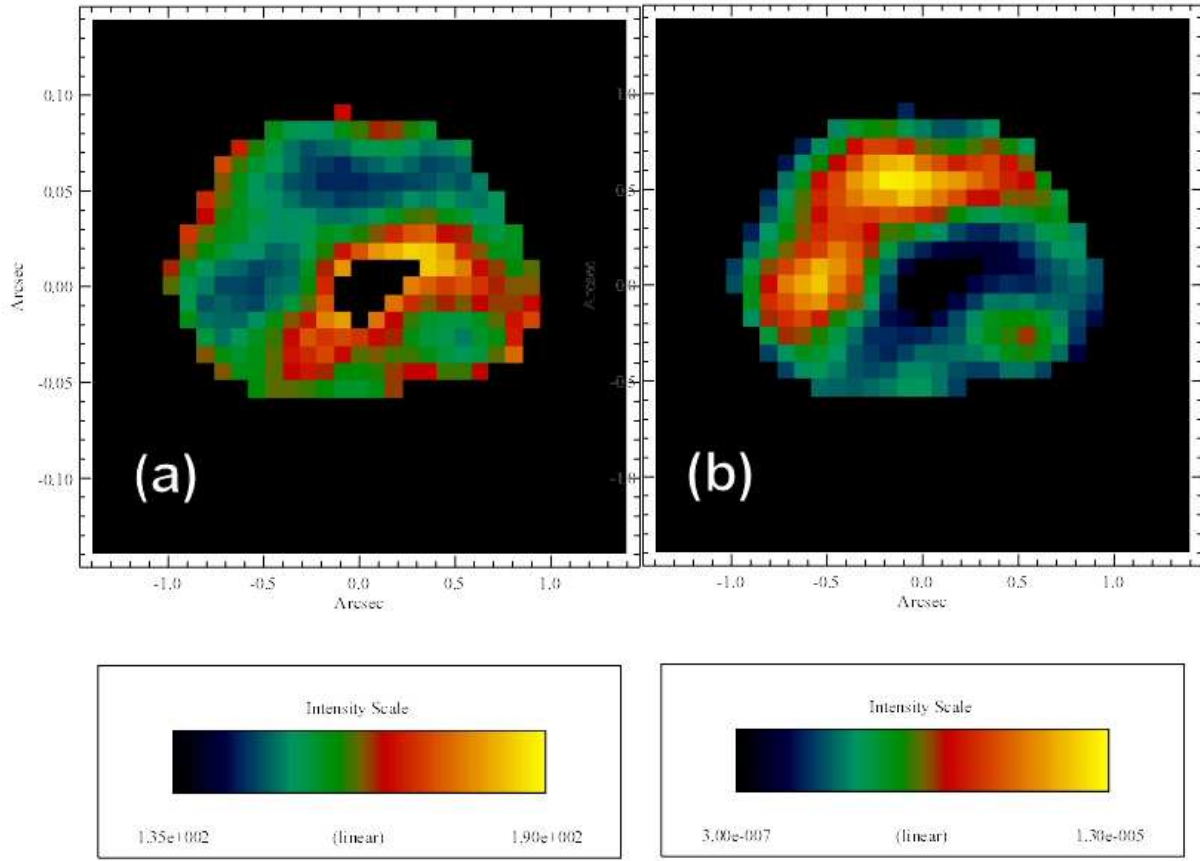 0.10
0.05
0.00
-0.05
-0.10
Arcsec
(a)
-1.0 -0.5 0.0 0.5 1.0
Arcsec
Arcsec
(b)
-1.0 -0.5 0.0 0.5 1.0
Arcsec
Intensity Scale
1.35e+002 (linear) 1.90e+002
Intensity Scale
3.00e-007 (linear) 1.30e-005